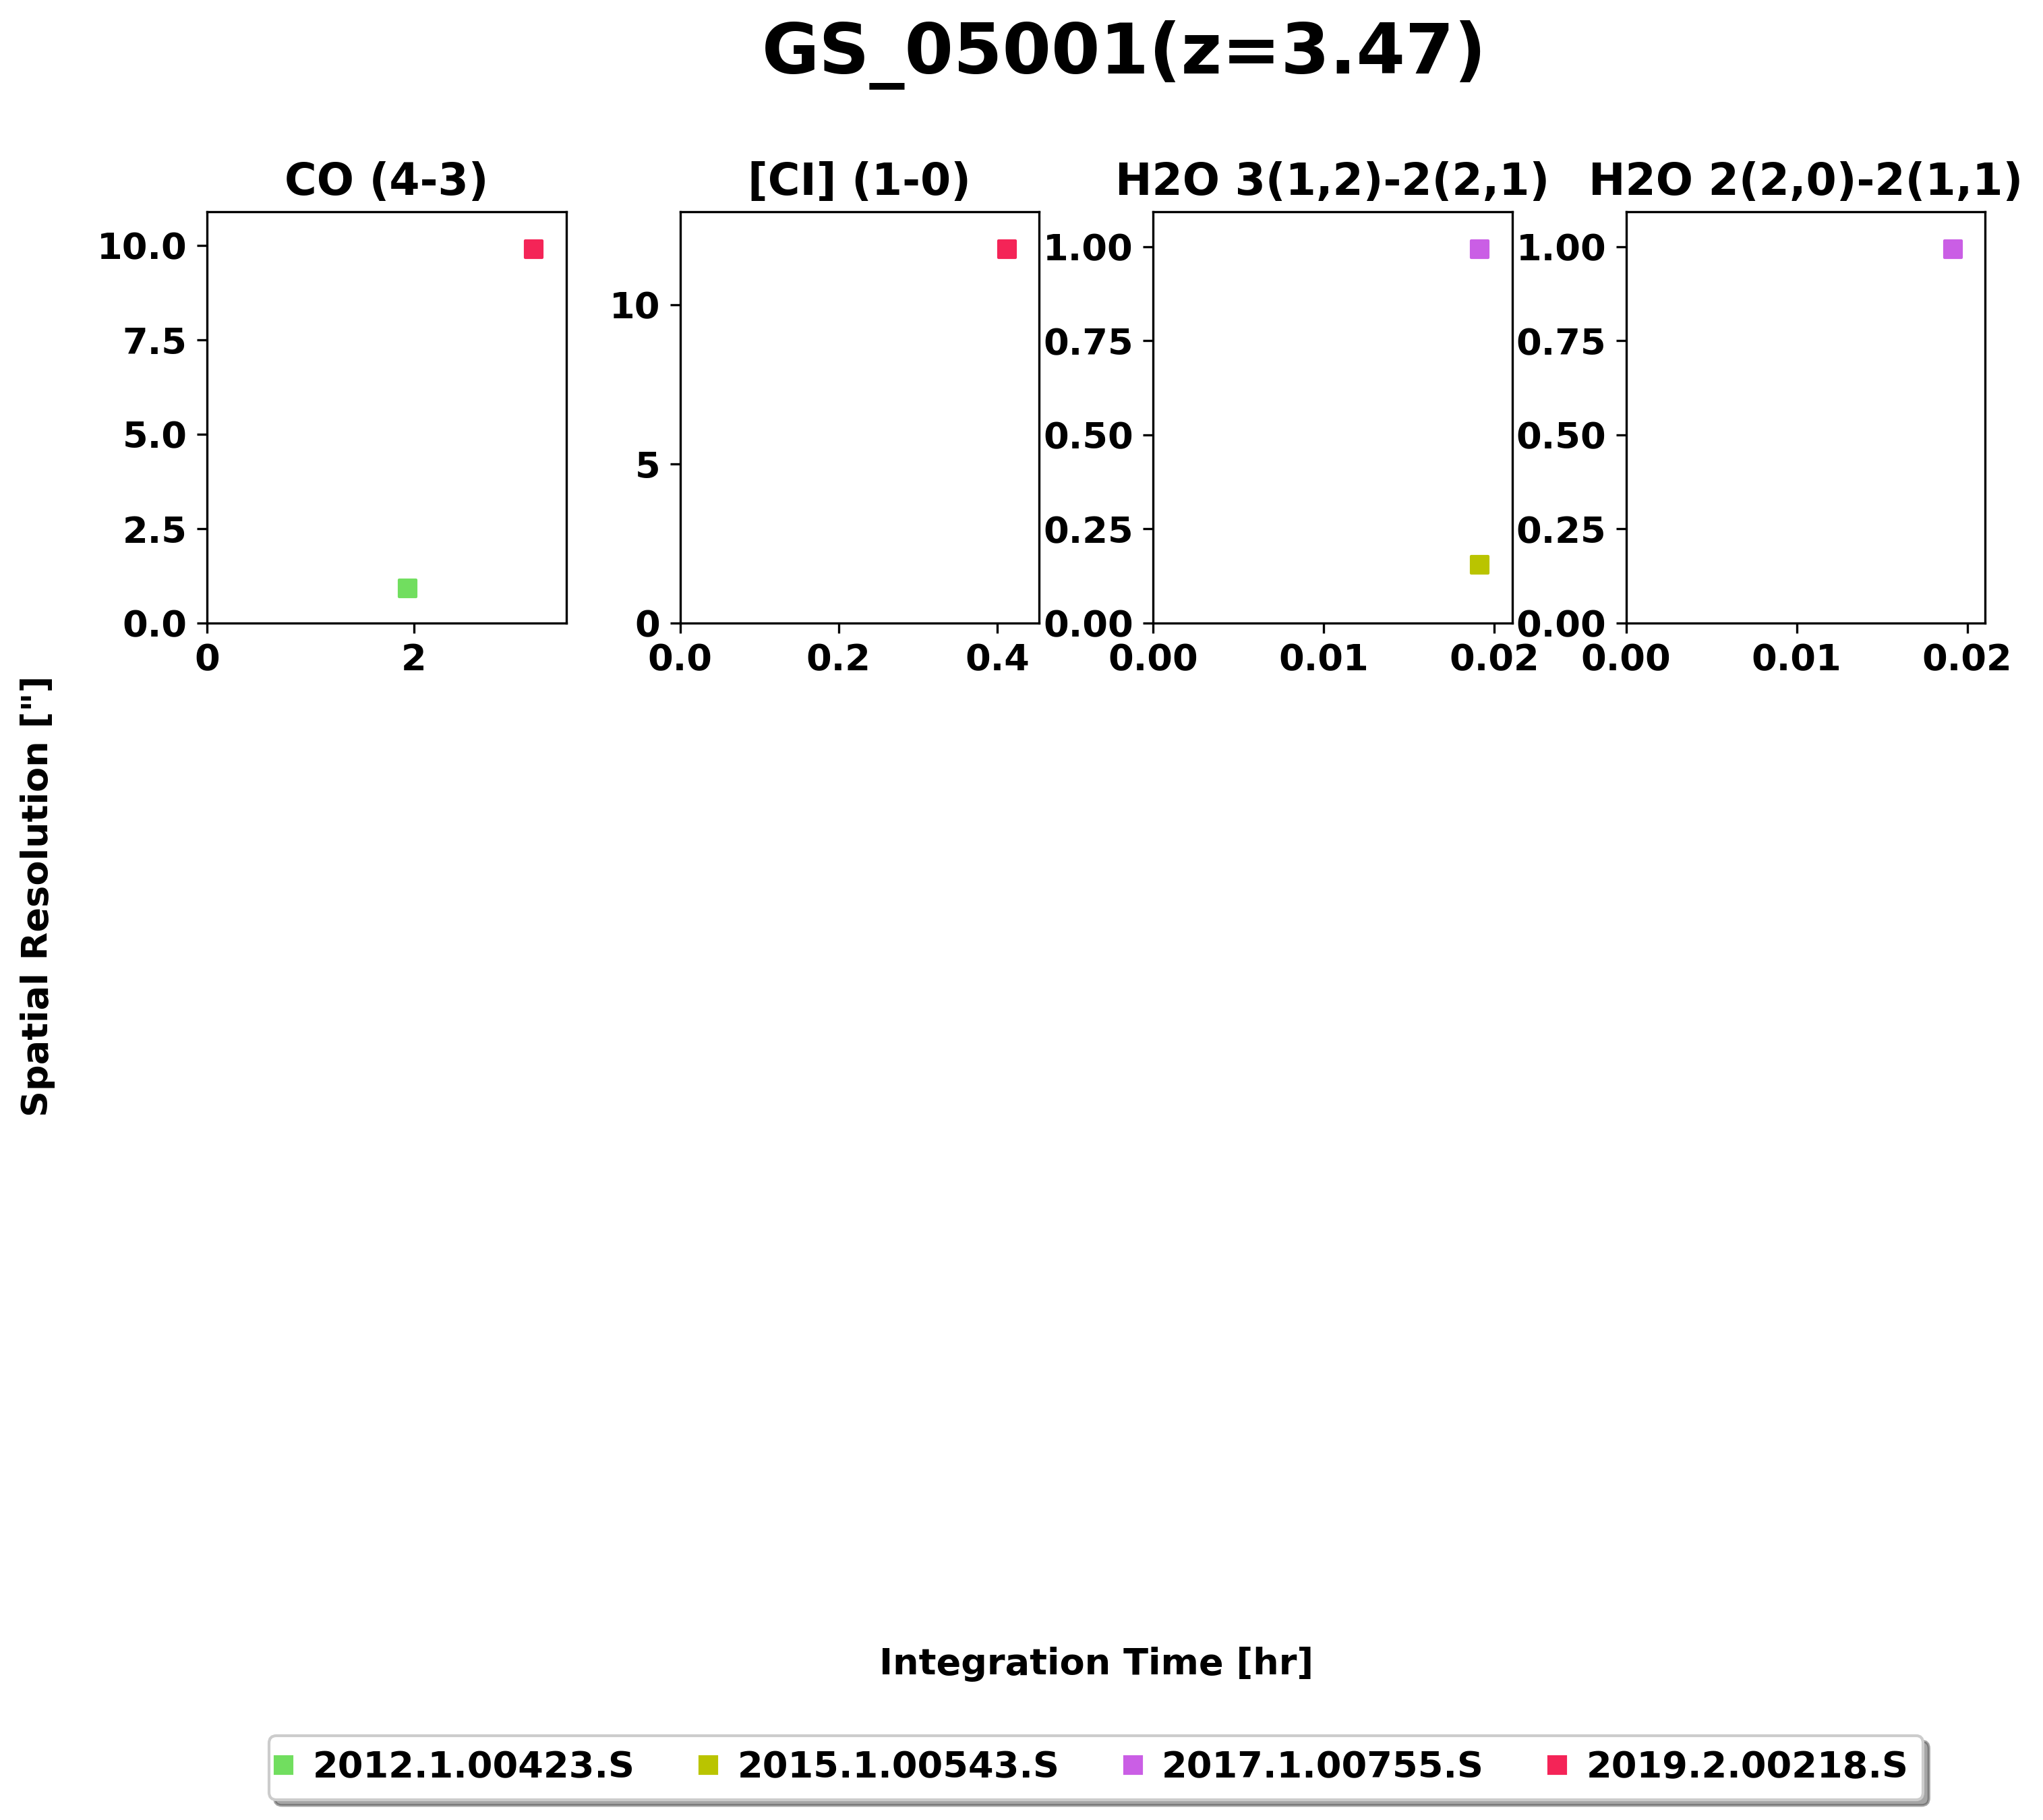 GS_05001(z=3.47)
CO (4-3)
[CI] (1-0)
H2O 3(1,2)-2(2,1)
H2O 2(2,0)-2(1,1)
10.0
7.5
5.0
2.5
0.0
0
2
10
5
0
0.0
0.2
0.4
1.00
0.75
0.50
0.25
0.00
0.00
0.01
0.02
1.00
0.75
0.50
0.25
0.00
0.00
0.01
0.02
Spatial Resolution ["]
Integration Time [hr]
2012.1.00423.S
2015.1.00543.S
2017.1.00755.S
2019.2.00218.S